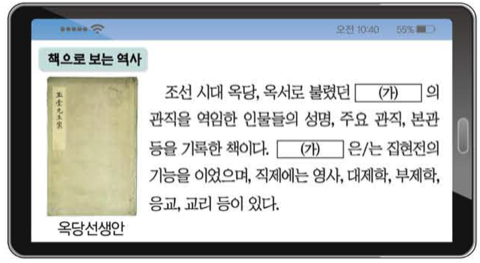 오전 10:40 55%
책으로 보는 역사
조선 시대 옥당, 옥서로 불렸던 (가) 의
관직을 역임한 인물들의 성명, 주요 관직, 본관
등을 기록한 책이다. (가) 은/는 집현전의
기능을 이었으며, 직제에는 영사, 대제학, 부제학,
응교, 교리 등이 있다.
玉堂先生案
옥당선생안